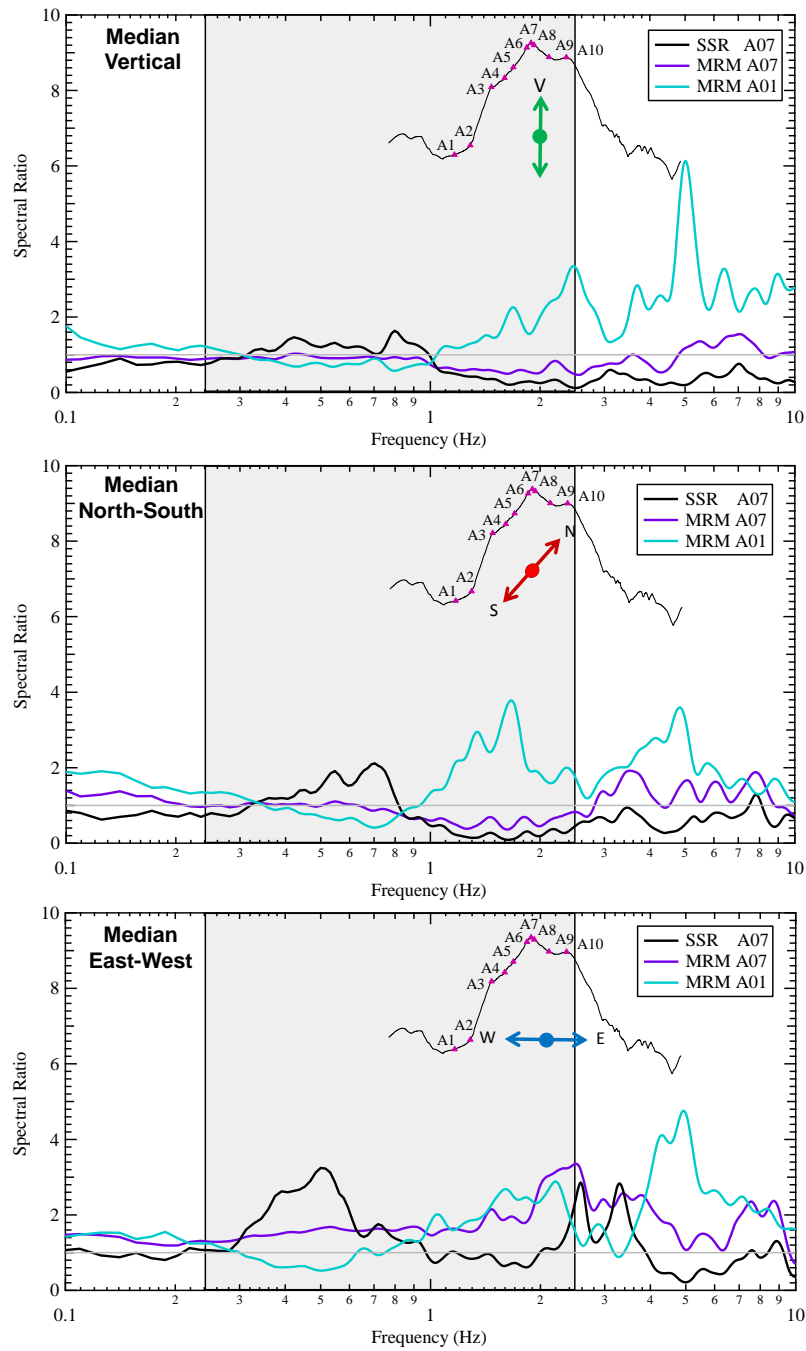 Median
Vertical
SSR A07
MRM A07
MRM A01
A1 A2 A3 A4 A5 A6 A7 A8 A9 A10
V
Spectral Ratio
10
8
6
4
2
0
0.1 2 3 4 5 6 7 8 9 1 2 3 4 5 6 7 8 9 10
Frequency (Hz)
Median
North-South
SSR A07
MRM A07
MRM A01
A1 A2 A3 A4 A5 A6 A7 A8 A9 A10
N
S
Spectral Ratio
10
8
6
4
2
0
0.1 2 3 4 5 6 7 8 9 1 2 3 4 5 6 7 8 9 10
Frequency (Hz)
Median
East-West
SSR A07
MRM A07
MRM A01
A1 A2 A3 A4 A5 A6 A7 A8 A9 A10
W E
Spectral Ratio
10
8
6
4
2
0
0.1 2 3 4 5 6 7 8 9 1 2 3 4 5 6 7 8 9 10
Frequency (Hz)